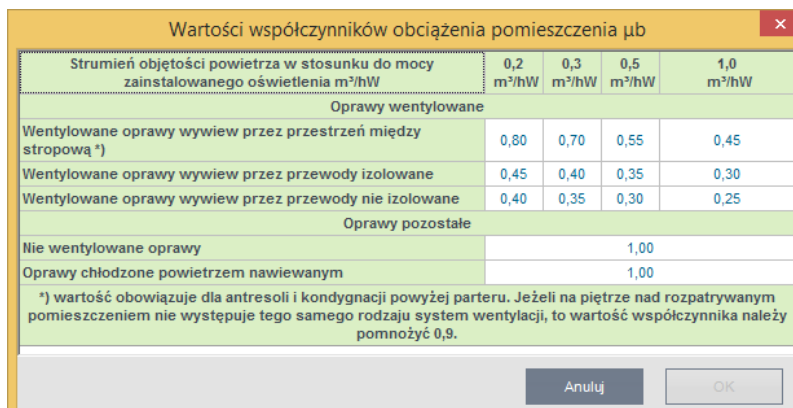 Wartości współczynników obciążenia pomieszczenia µb
×
Strumień objętości powietrza w stosunku do mocy
zainstalowanego oświetlenia m³/hW
0,2
m³/hW
0,3
m³/hW
0,5
m³/hW
1,0
m³/hW
Oprawy wentylowane
Wentylowane oprawy wywiew przez przestrzeń między
stropową *)
0,80 0,70 0,55 0,45
Wentylowane oprawy wywiew przez przewody izolowane 0,45 0,40 0,35 0,30
Wentylowane oprawy wywiew przez przewody nie izolowane 0,40 0,35 0,30 0,25
Oprawy pozostałe
Nie wentylowane oprawy 1,00
Oprawy chłodzone powietrzem nawiewanym 1,00
*) wartość obowiązuje dla antresoli i kondygnacji powyżej parteru. Jeżeli na piętrze nad rozpatrywanym
pomieszczeniem nie występuje tego samego rodzaju system wentylacji, to wartość współczynnika należy
pomnożyć 0,9.
Anuluj OK